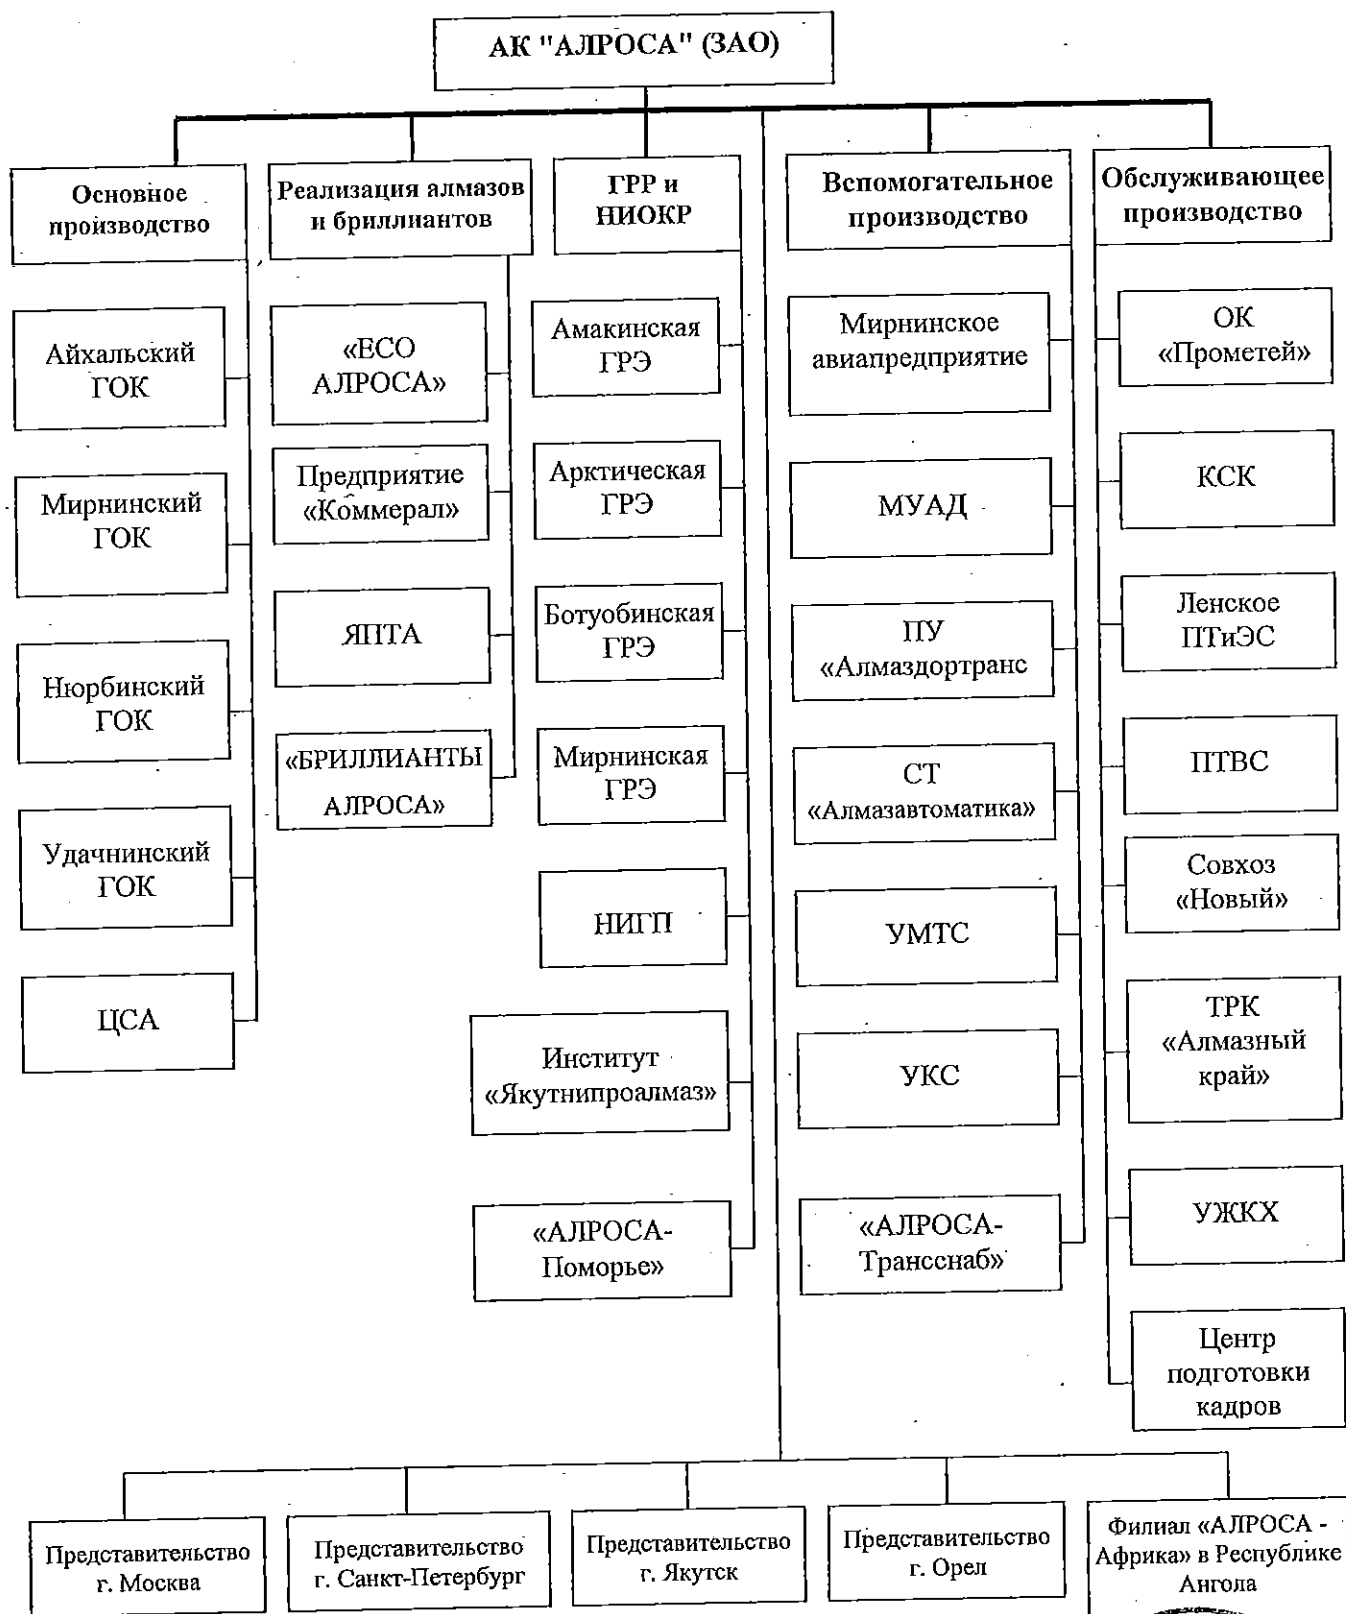 АК "АЛРОСА" (ЗАО)
Основное
производство
Реализация алмазов
и бриллиантов
ГРР и
НИОКР
Вспомогательное
производство
Обслуживающее
производство
Айхальский
ГОК
Мирнинский
ГОК
Нюрбинский
ГОК
Удачнинский
ГОК
ЦСА
«ЕСО
АЛРОСА»
Предприятие
«Коммерал»
ЯПТА
«БРИЛЛИАНТЫ
АЛРОСА»
Амакинская
ГРЭ
Арктическая
ГРЭ
Ботуобинская
ГРЭ
Мирнинская
ГРЭ
НИГП
Институт
«Якутнипроалмаз»
«АЛРОСА-
Поморье»
Мирнинское
авиапредприятие
МУАД
ПУ
«Алмаздортранс
СТ
«Алмазавтоматика»
УМТС
УКС
«АЛРОСА-
Транснаб»
ОК
«Прометей»
КСК
Ленское
ПТиЭС
ПТВС
Совхоз
«Новый»
ТРК
«Алмазный
край»
УЖКХ
Центр
подготовки
кадров
Представительство
г. Москва
Представительство
г. Санкт-Петербург
Представительство
г. Якутск
Представительство
г. Орел
Филиал «АЛРОСА -
Африка» в Республике
Ангола